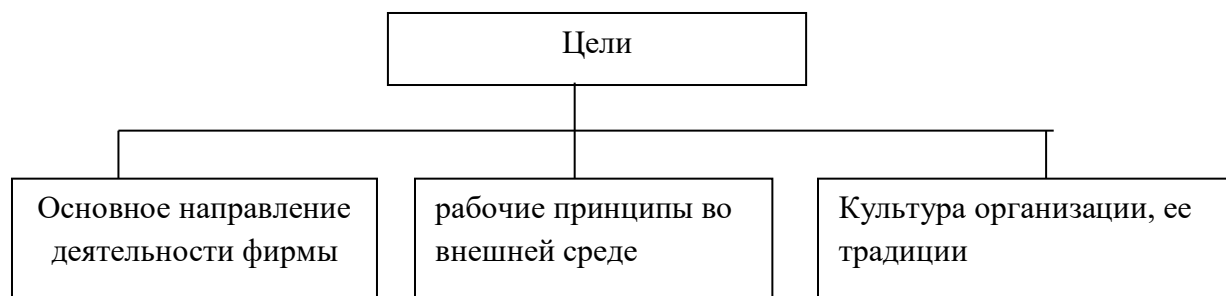 Цели
Основное направление
деятельности фирмы
рабочие принципы во
внешней среде
Культура организации, ее
традиции